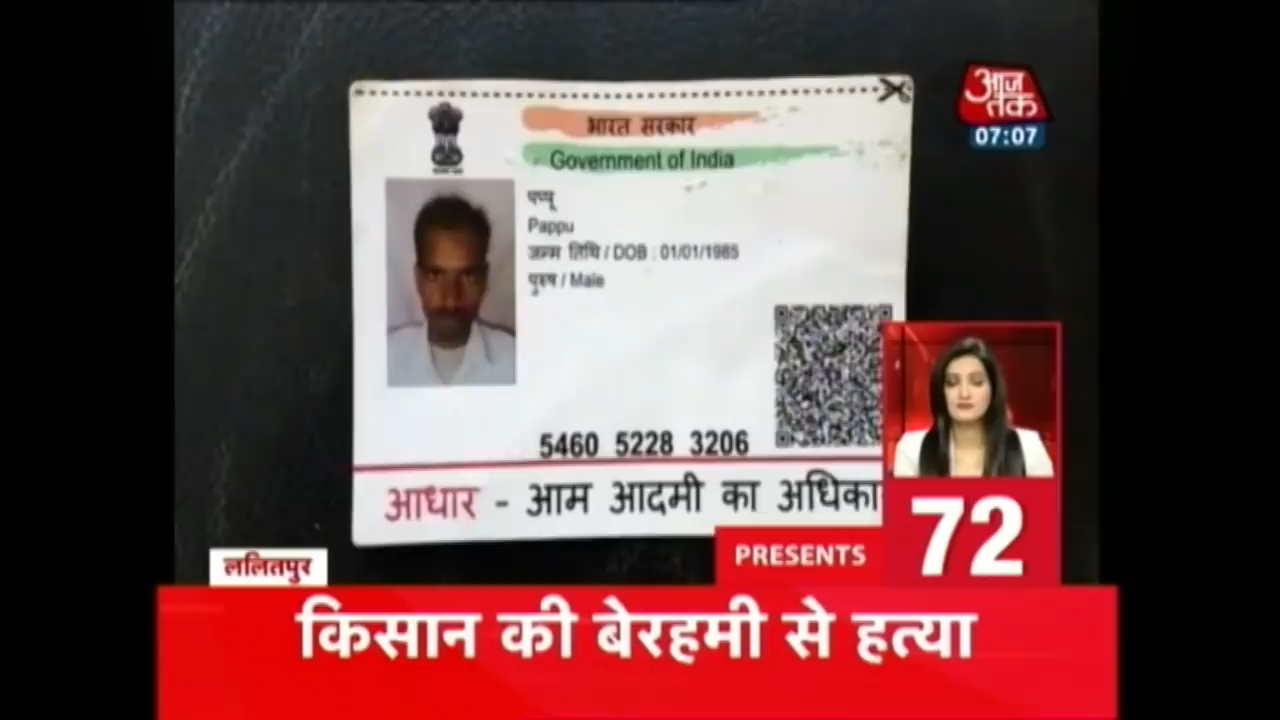 आज तक
07:07
भारत सरकार
Government of India
पप्पू
Pappu
जन्म तिथि / DOB : 01/01/1985
पुरुष / Male
5460 5228 3206
आधार - आम आदमी का अधिका
72
PRESENTS
ललितपुर
किसान की बेरहमी से हत्या